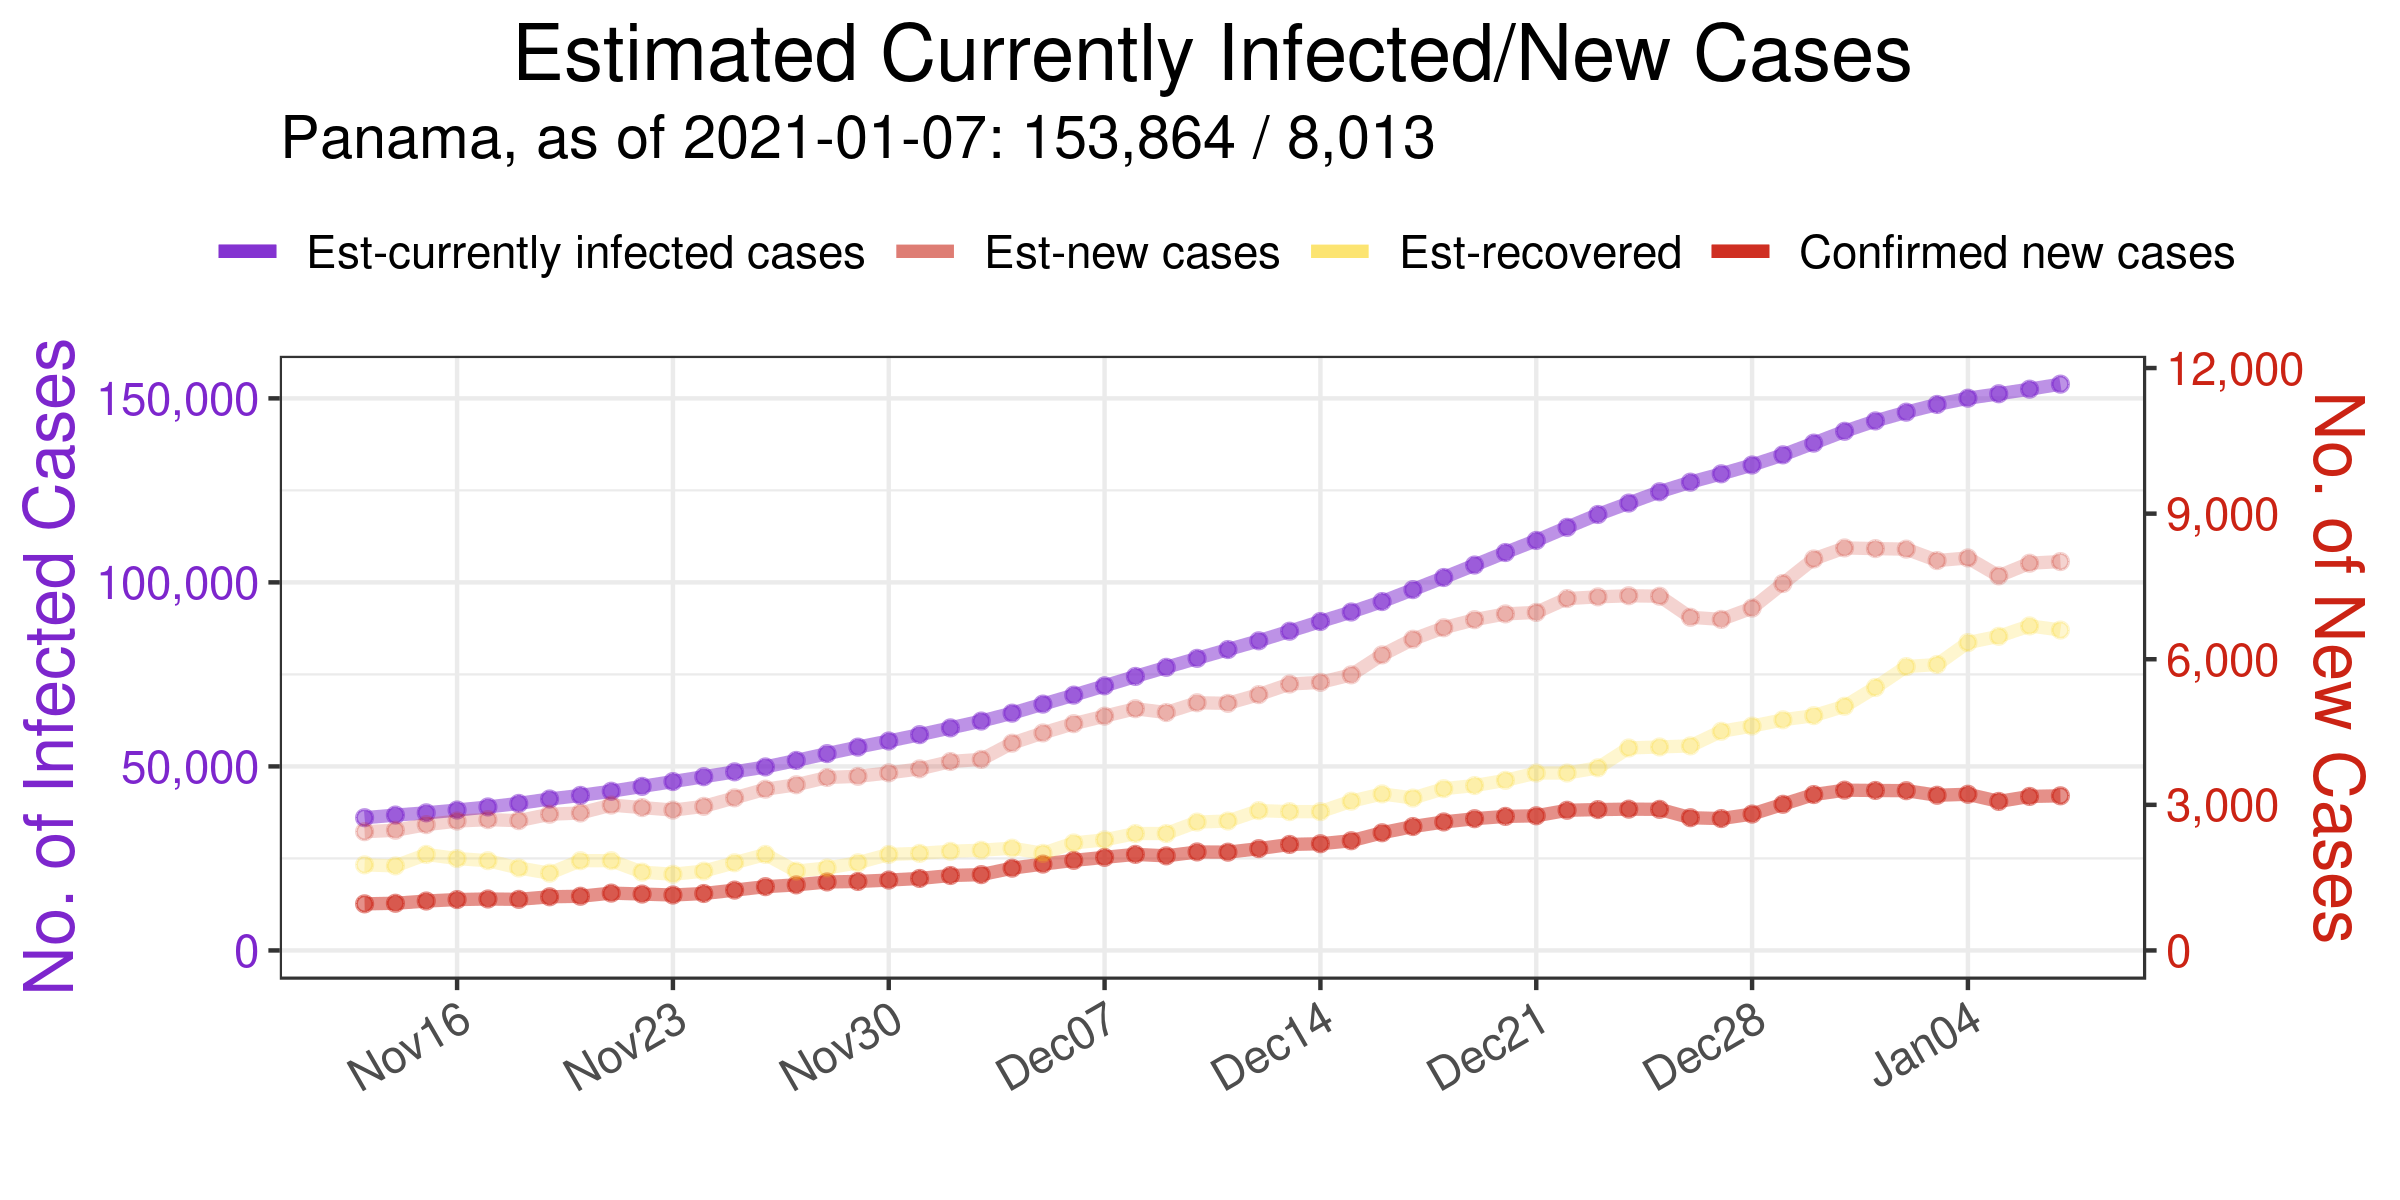 Estimated Currently Infected/New Cases
Panama, as of 2021-01-07: 153,864 / 8,013
Est-currently infected cases Est-new cases Est-recovered Confirmed new cases
No. of Infected Cases
150,000
100,000
50,000
0
12,000
9,000
6,000
3,000
0
No. of New Cases
Nov16 Nov23 Nov30 Dec07 Dec14 Dec21 Dec28 Jan04